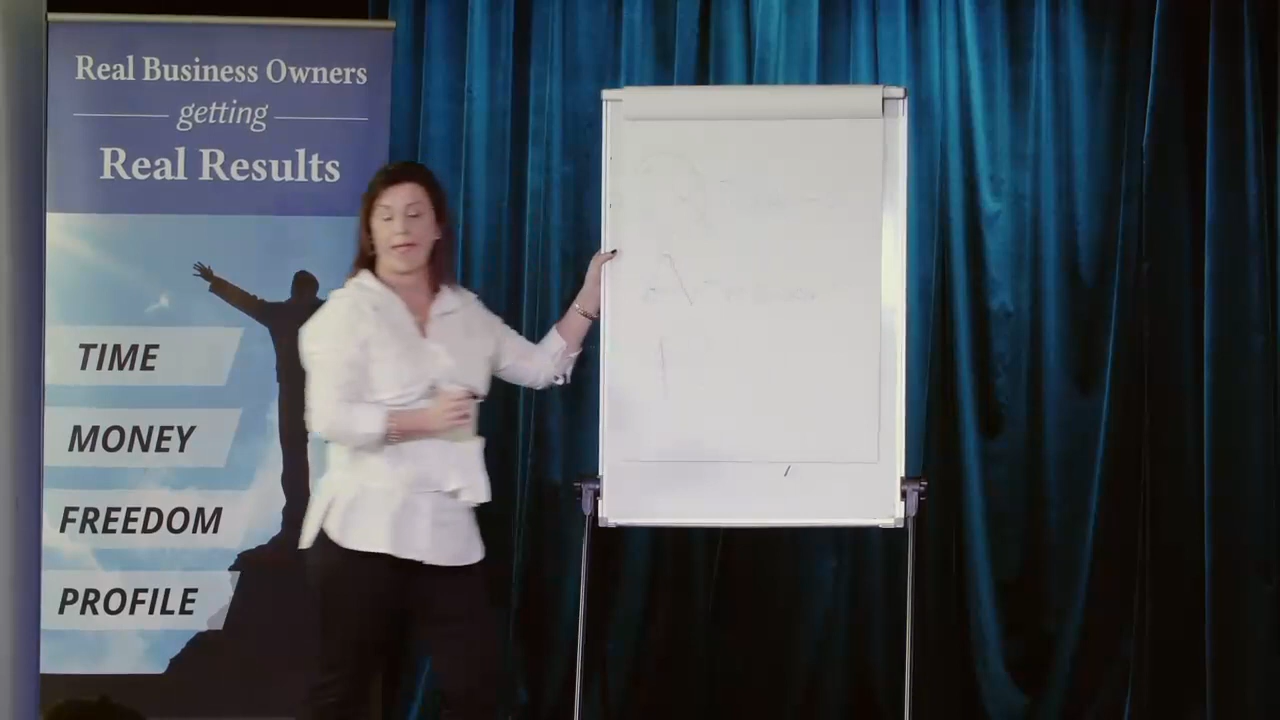 Real Business Owners
getting
Real Results
TIME
MONEY
FREEDOM
PROFILE